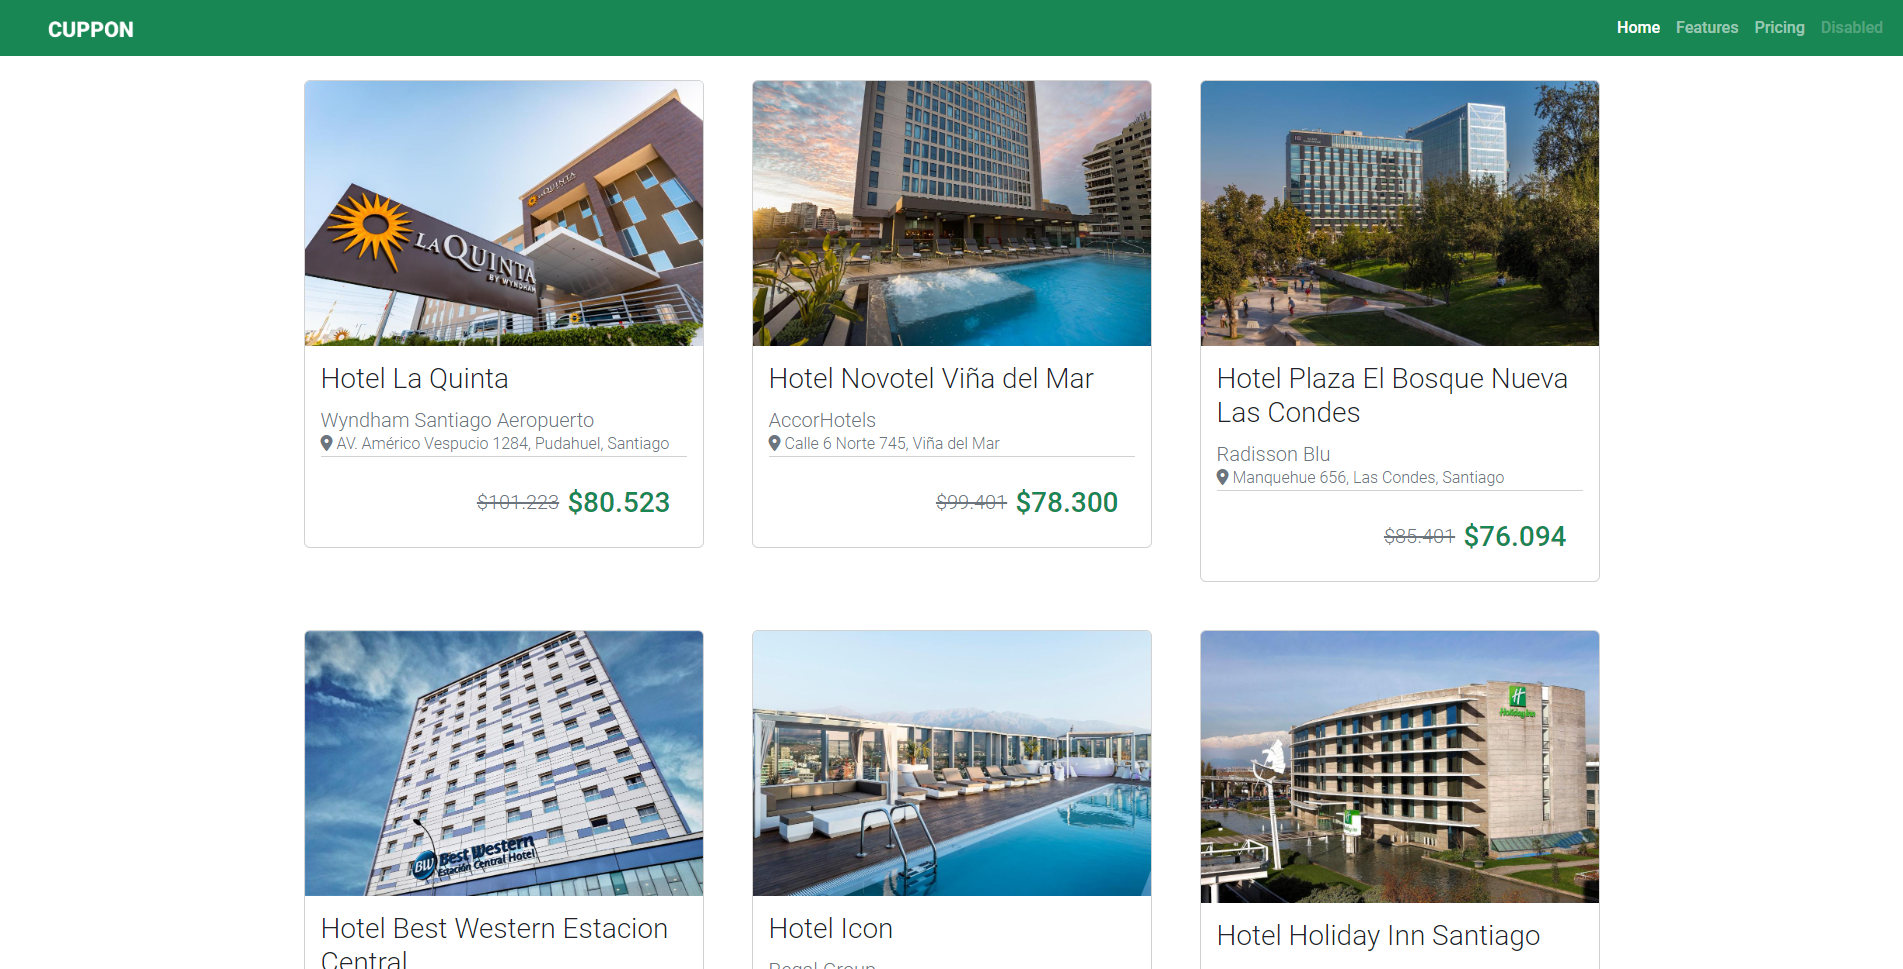 CUPPON
Home Features Pricing Disabled
LA QUINTA
BY WYNDHAM
LA QUINTA
Hotel La Quinta
Wyndham Santiago Aeropuerto
AV. Américo Vespucio 1284, Pudahuel, Santiago
$101.223 $80.523
Hotel Novotel Viña del Mar
AccorHotels
Calle 6 Norte 745, Viña del Mar
$99.401 $78.300
Hotel Plaza El Bosque Nueva
Las Condes
Radisson Blu
Manquehue 656, Las Condes, Santiago
$85.401 $76.094
BW Best Western
Estación Central Hotel
Hotel Best Western Estacion
Central
Hotel Icon
Regal Group
H
Holiday Inn
Hotel Holiday Inn Santiago